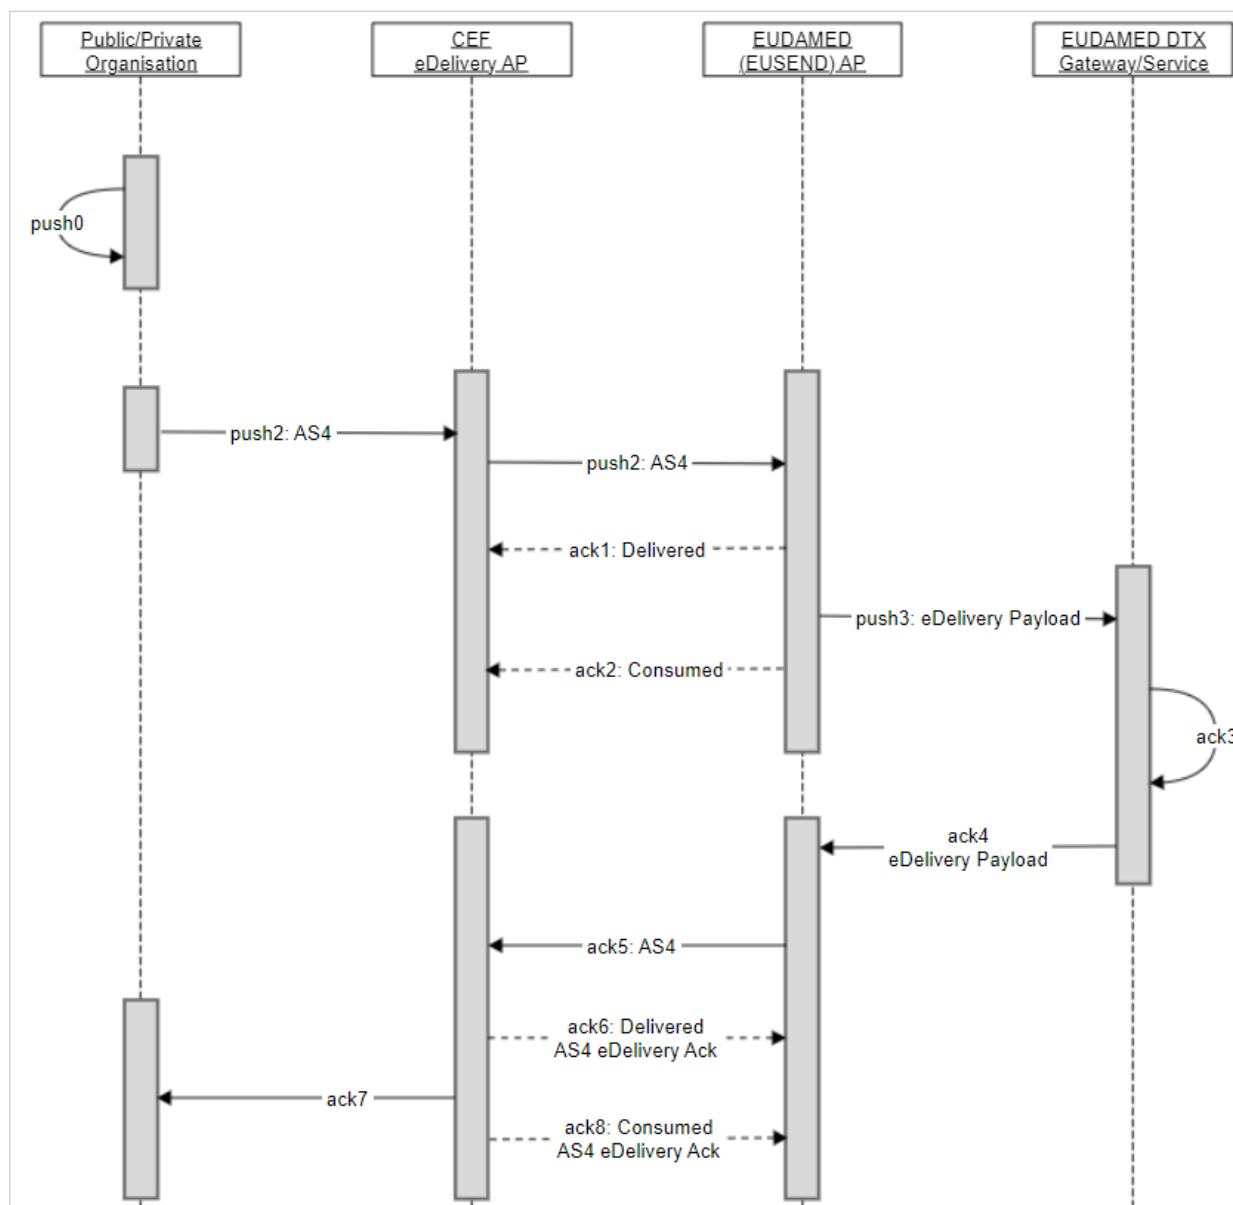 Public/Private
Organisation
CEF
eDelivery AP
EUDAMED
(EUSEND) AP
EUDAMED DTX
Gateway/Service
push0
push2: AS4
push2: AS4
ack1: Delivered
push3: eDelivery Payload
ack2: Consumed
ack3
ack4
eDelivery Payload
ack5: AS4
ack6: Delivered
AS4 eDelivery Ack
ack7
ack8: Consumed
AS4 eDelivery Ack